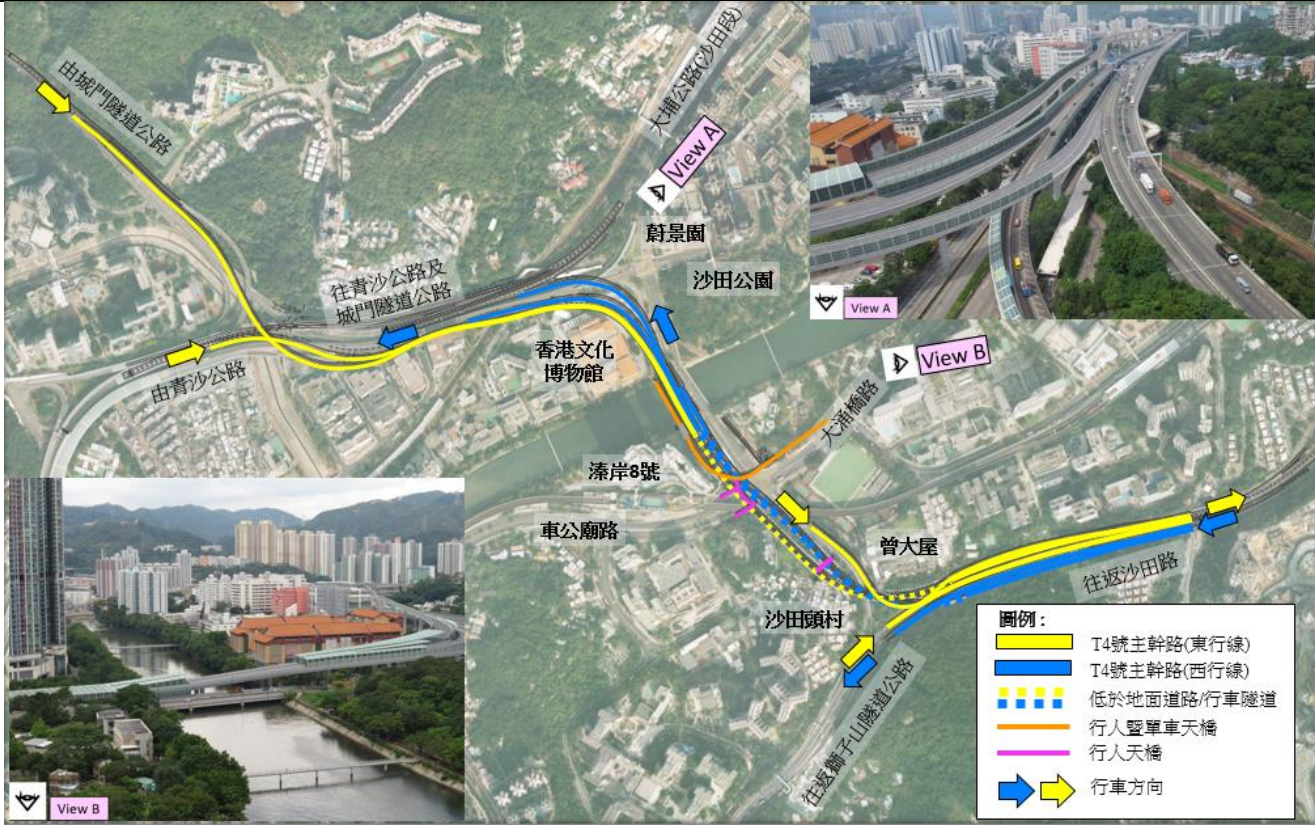 由城門隧道公路
大埔公路(沙田段)
View A
蔚景園
沙田公園
往青沙公路及
城門隧道公路
由青沙公路
香港文化
博物館
View A
View B
大涌橋路
溱岸8號
車公廟路
曾大屋
往返沙田路
沙田頭村
往返獅子山隧道公路
View B
圖例：
T4號主幹路(東行線)
T4號主幹路(西行線)
低於地面道路/行車隧道
行人暨單車天橋
行人天橋
行車方向